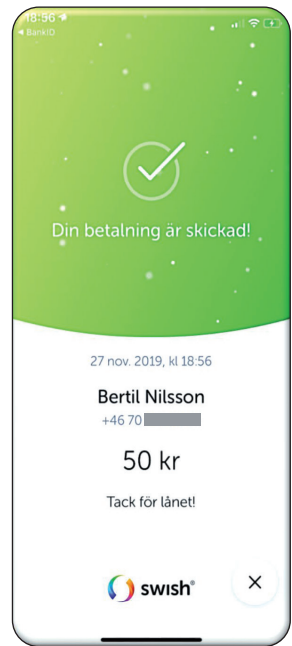 18:56
◀ BankID
Din betalning är skickad!
27 nov. 2019, kl 18:56
Bertil Nilsson
+46 70
50 kr
Tack för lånet!
swish®